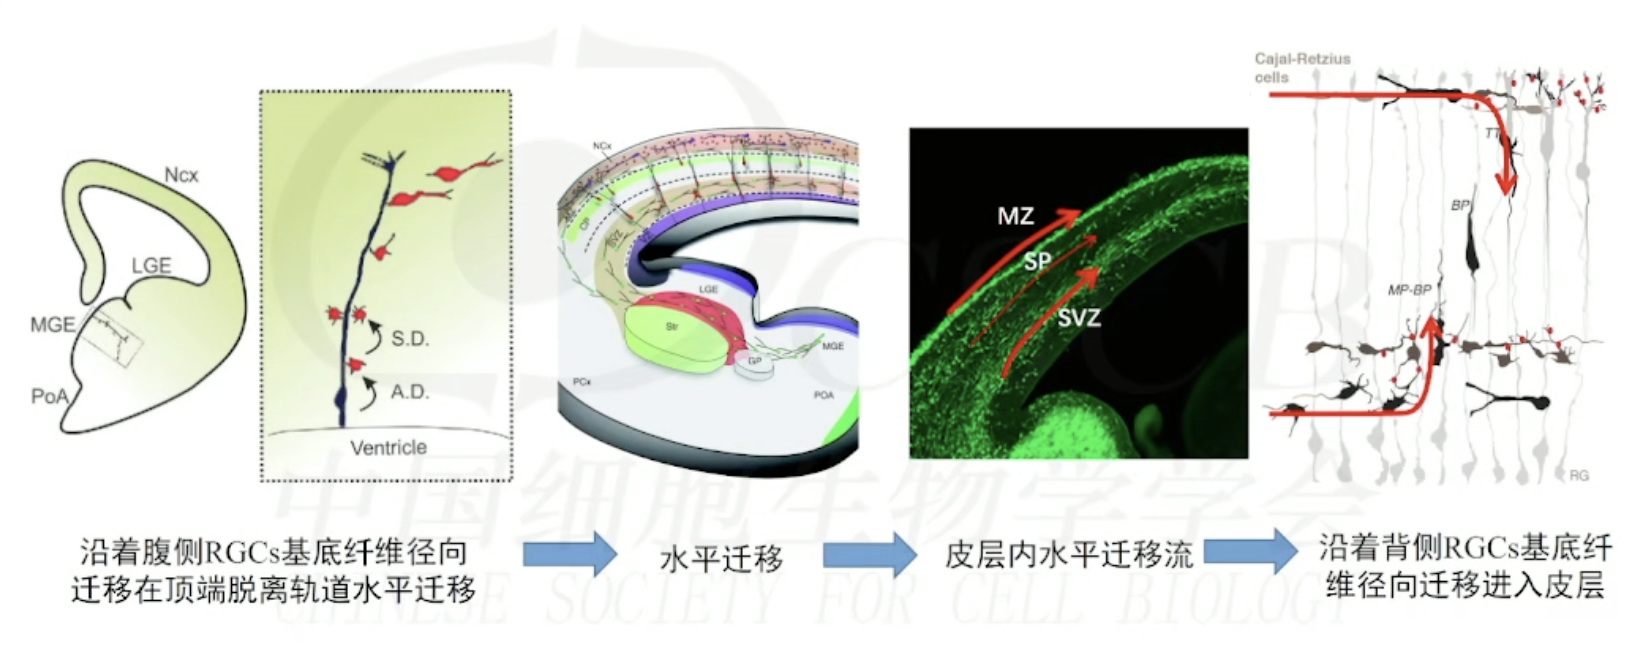 Ncx
LGE
MGE
PoA
S.D.
A.D.
Ventricle
NCx
CP
SVZ
LGE
Str
GP
MGE
PCx
POA
MZ
SP
SVZ
Cajal-Retzius
cells
TT
BP
MP-BP
RG
沿着腹侧RGCs基底纤维径向
迁移在顶端脱离轨道水平迁移
水平迁移
皮层内水平迁移流
沿着背侧RGCs基底纤
维径向迁移进入皮层
CSCB
中国细胞生物学学会
CHINESE SOCIETY FOR CELL BIOLOGY